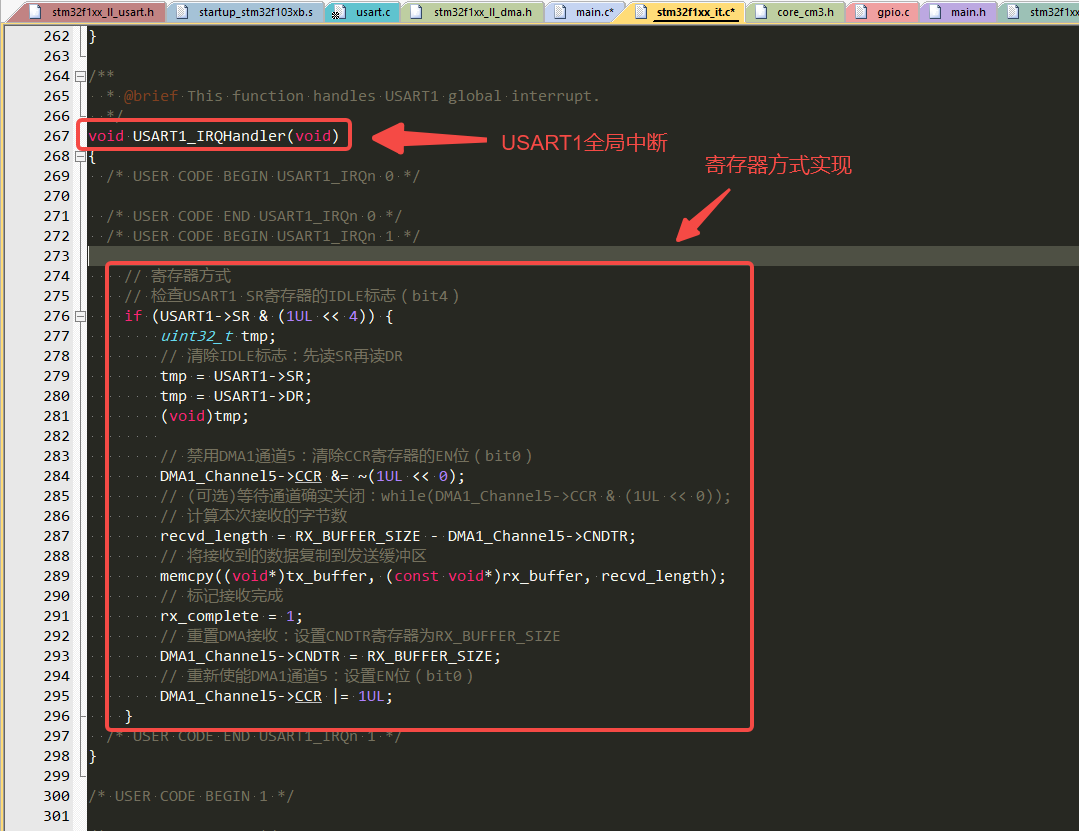 stm32f1xx_ll_usart.h startup_stm32f103xb.s usart.c stm32f1xx_ll_dma.h main.c* stm32f1xx_it.c* core_cm3.h gpio.c main.h stm32f1xx
262 }
263
264 /**
265 * @brief This function handles USART1 global interrupt.
266 */
267 void USART1_IRQHandler(void)
USART1全局中断
268 {
寄存器方式实现
269 /* USER CODE BEGIN USART1_IRQn 0 */
270
271 /* USER CODE END USART1_IRQn 0 */
272 /* USER CODE BEGIN USART1_IRQn 1 */
273
274 // 寄存器方式
275 // 检查USART1 SR寄存器的IDLE标志(bit4)
276 if (USART1->SR & (1UL << 4)) {
277 uint32_t tmp;
278 // 清除IDLE标志：先读SR再读DR
279 tmp = USART1->SR;
280 tmp = USART1->DR;
281 (void)tmp;
282
283 // 禁用DMA1通道5：清除CCR寄存器的EN位(bit0)
284 DMA1_Channel5->CCR &= ~(1UL << 0);
285 // (可选)等待通道确实关闭：while(DMA1_Channel5->CCR & (1UL << 0));
286 // 计算本次接收的字节数
287 recvd_length = RX_BUFFER_SIZE - DMA1_Channel5->CNDTR;
288 // 将接收到的数据复制到发送缓冲区
289 memcpy((void*)tx_buffer, (const void*)rx_buffer, recvd_length);
290 // 标记接收完成
291 rx_complete = 1;
292 // 重置DMA接收：设置CNDTR寄存器为RX_BUFFER_SIZE
293 DMA1_Channel5->CNDTR = RX_BUFFER_SIZE;
294 // 重新使能DMA1通道5：设置EN位(bit0)
295 DMA1_Channel5->CCR |= 1UL;
296 }
297 /* USER CODE END USART1_IRQn 1 */
298 }
299
300 /* USER CODE BEGIN 1 */
301